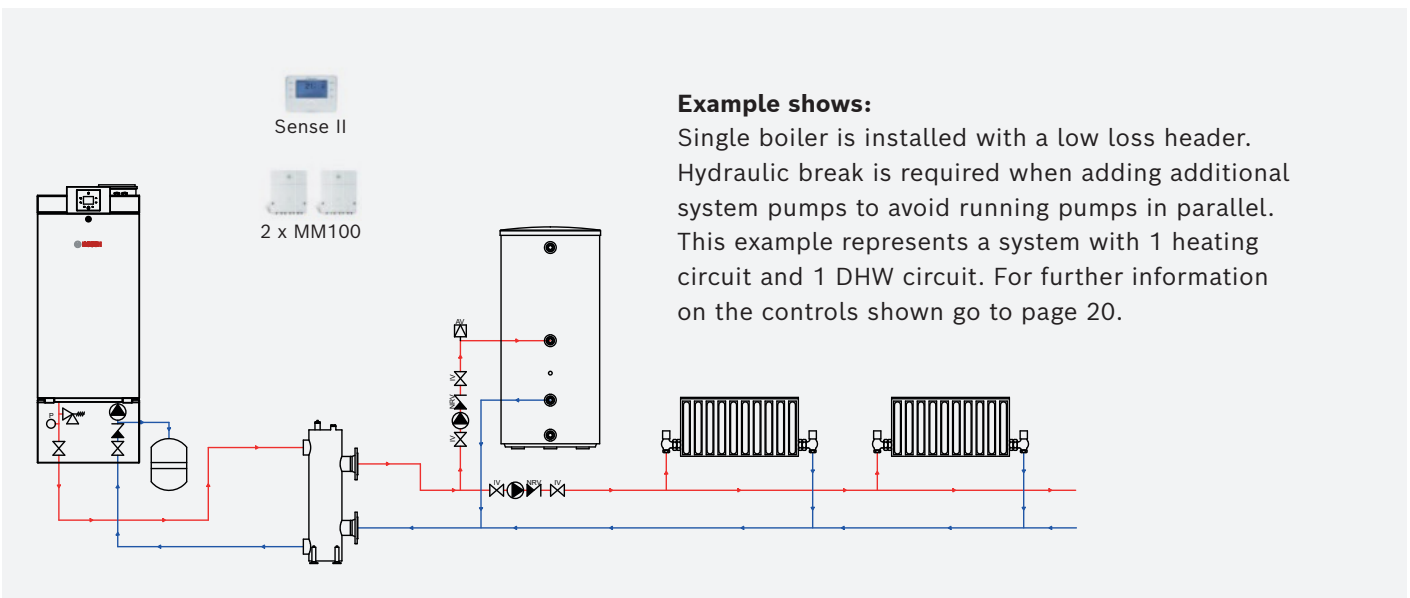 Sense II
2 x MM100
Example shows:
Single boiler is installed with a low loss header.
Hydraulic break is required when adding additional
system pumps to avoid running pumps in parallel.
This example represents a system with 1 heating
circuit and 1 DHW circuit. For further information
on the controls shown go to page 20.
AV
IV
NRV
IV
P
IV
NRV
IV